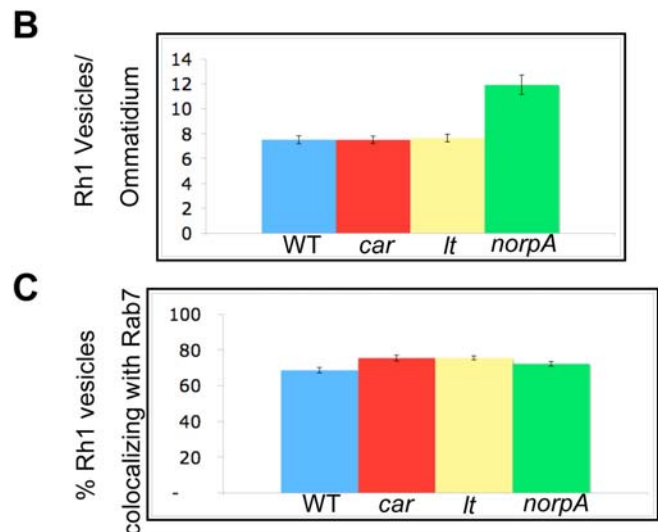 B
Rh1 Vesicles/
Ommatidium
14
12
10
8
6
4
2
0
WT car lt norpA
C
% Rh1 vesicles
colocalizing with Rab7
100
80
60
40
20
-
WT car lt norpA